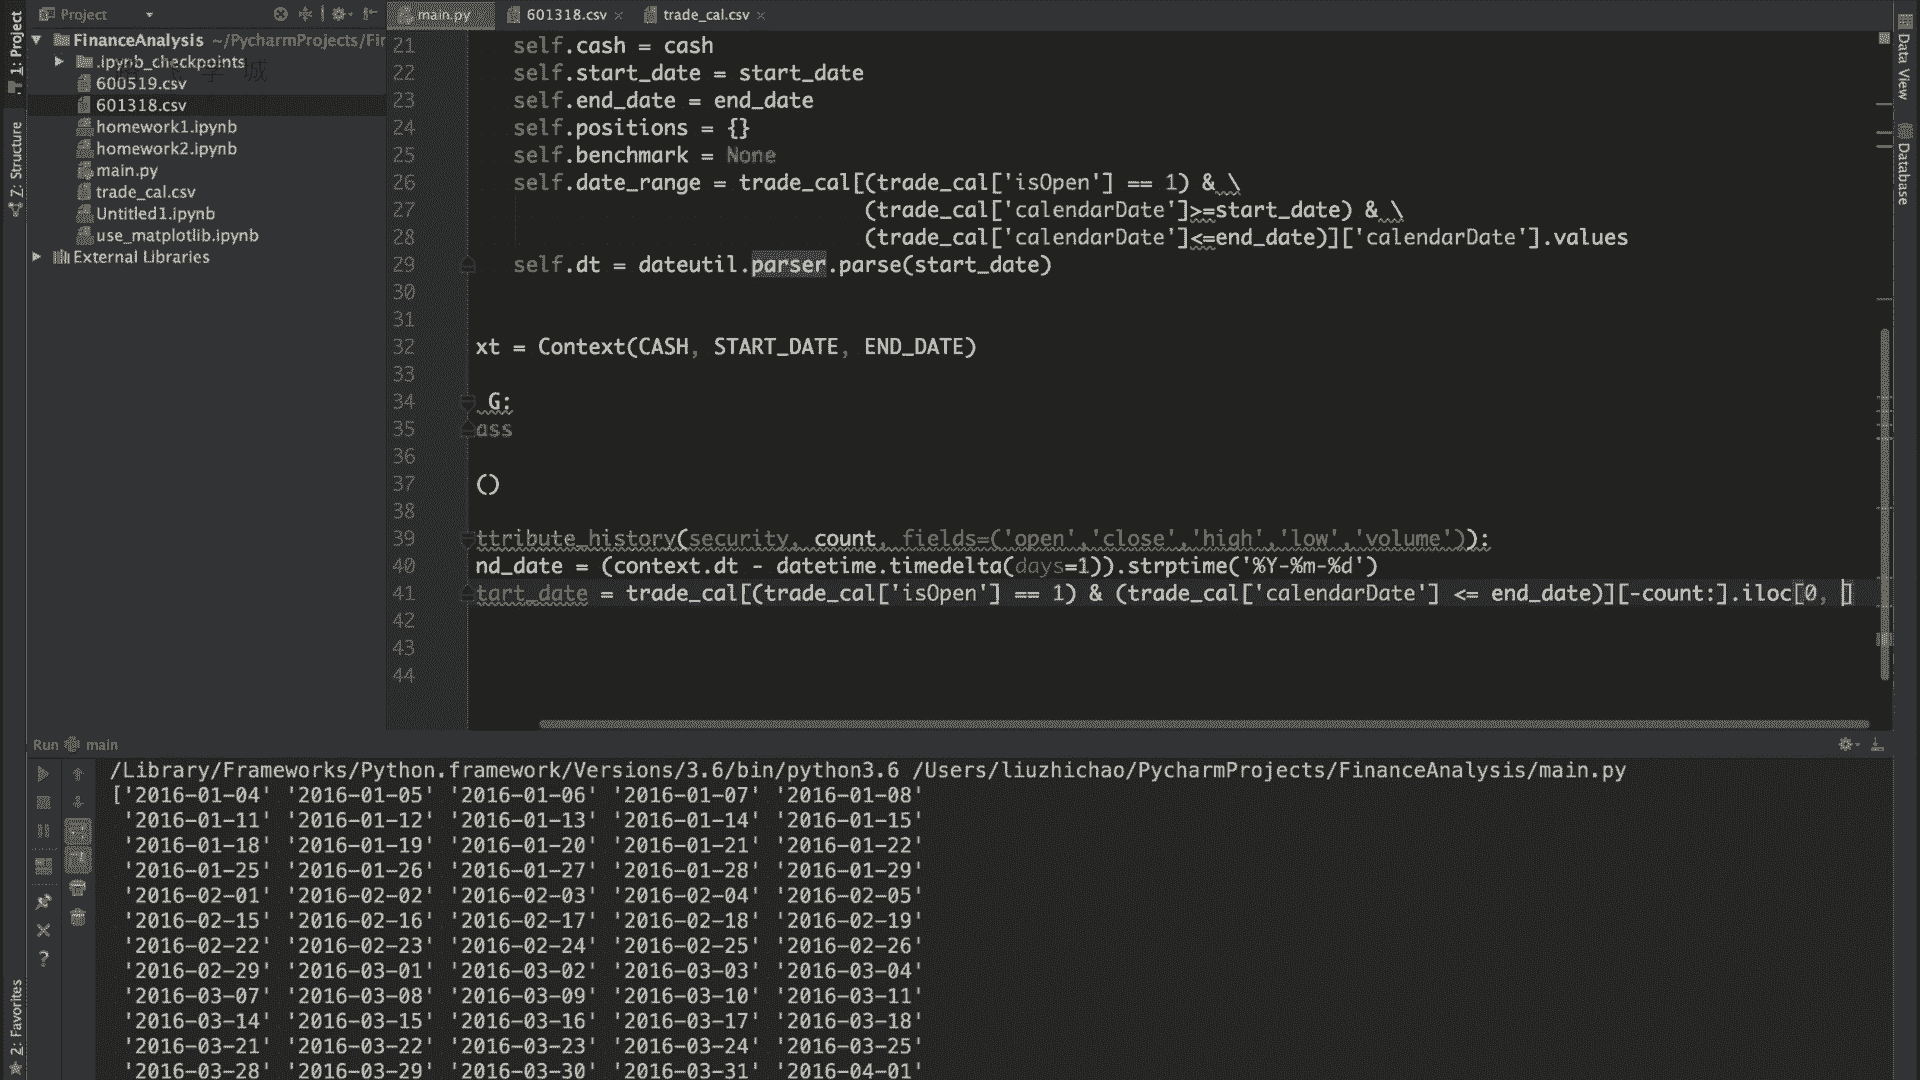 1: Project
Project
main.py
601318.csv
trade_cal.csv
FinanceAnalysis ~/PycharmProjects/Fir
.ipynb_checkpoints
600519.csv
601318.csv
homework1.ipynb
homework2.ipynb
main.py
trade_cal.csv
Untitled1.ipynb
use_matplotlib.ipynb
External Libraries
Z: Structure
2: Favorites
Data View
Database
21 self.cash = cash
22 self.start_date = start_date
23 self.end_date = end_date
24 self.positions = {}
25 self.benchmark = None
26 self.date_range = trade_cal[(trade_cal['isOpen'] == 1) & \
27 (trade_cal['calendarDate']>=start_date) & \
28 (trade_cal['calendarDate']<=end_date)]['calendarDate'].values
29 self.dt = dateutil.parser.parse(start_date)
30
31
32 xt = Context(CASH, START_DATE, END_DATE)
33
34 G:
35 ass
36
37 ()
38
39 ttribute_history(security, count, fields=('open','close','high','low','volume')):
40 nd_date = (context.dt - datetime.timedelta(days=1)).strptime('%Y-%m-%d')
41 tart_date = trade_cal[(trade_cal['isOpen'] == 1) & (trade_cal['calendarDate'] <= end_date)][-count:].iloc[0, ]
42
43
44
Run main
/Library/Frameworks/Python.framework/Versions/3.6/bin/python3.6 /Users/liuzhichao/PycharmProjects/FinanceAnalysis/main.py
['2016-01-04' '2016-01-05' '2016-01-06' '2016-01-07' '2016-01-08'
'2016-01-11' '2016-01-12' '2016-01-13' '2016-01-14' '2016-01-15'
'2016-01-18' '2016-01-19' '2016-01-20' '2016-01-21' '2016-01-22'
'2016-01-25' '2016-01-26' '2016-01-27' '2016-01-28' '2016-01-29'
'2016-02-01' '2016-02-02' '2016-02-03' '2016-02-04' '2016-02-05'
'2016-02-15' '2016-02-16' '2016-02-17' '2016-02-18' '2016-02-19'
'2016-02-22' '2016-02-23' '2016-02-24' '2016-02-25' '2016-02-26'
'2016-02-29' '2016-03-01' '2016-03-02' '2016-03-03' '2016-03-04'
'2016-03-07' '2016-03-08' '2016-03-09' '2016-03-10' '2016-03-11'
'2016-03-14' '2016-03-15' '2016-03-16' '2016-03-17' '2016-03-18'
'2016-03-21' '2016-03-22' '2016-03-23' '2016-03-24' '2016-03-25'
'2016-03-28' '2016-03-29' '2016-03-30' '2016-03-31' '2016-04-01'